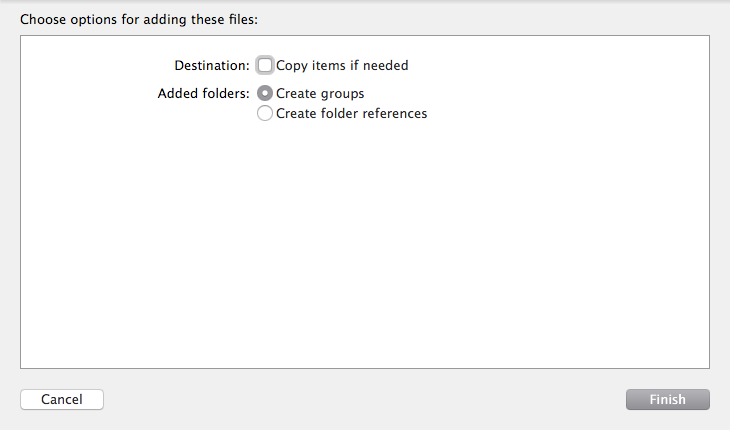 Choose options for adding these files:
Destination: Copy items if needed
Added folders: Create groups
Create folder references
Cancel Finish